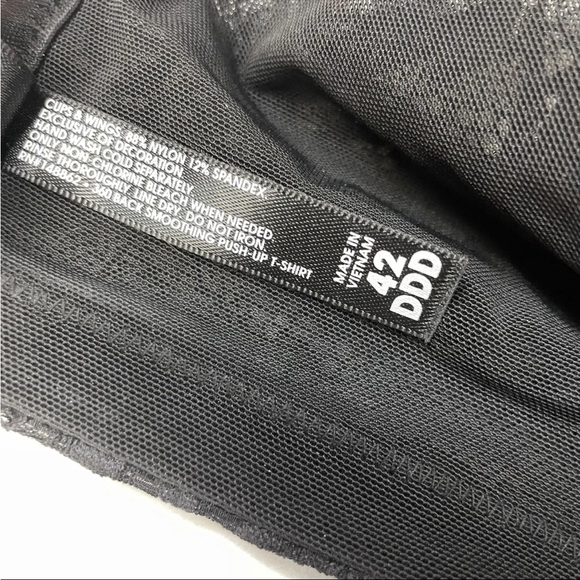 CUPS & WINGS: 88% NYLON 12% SPANDEX
EXCLUSIVE OF DECORATION
HAND WASH COLD SEPARATELY.
ONLY NON-CHLORINE BLEACH WHEN NEEDED
RINSE THOROUGHLY. LINE DRY. DO NOT IRON.
360 BACK SMOOTHING PUSH-UP T-SHIRT
MADE IN
VIETNAM
42
DDD